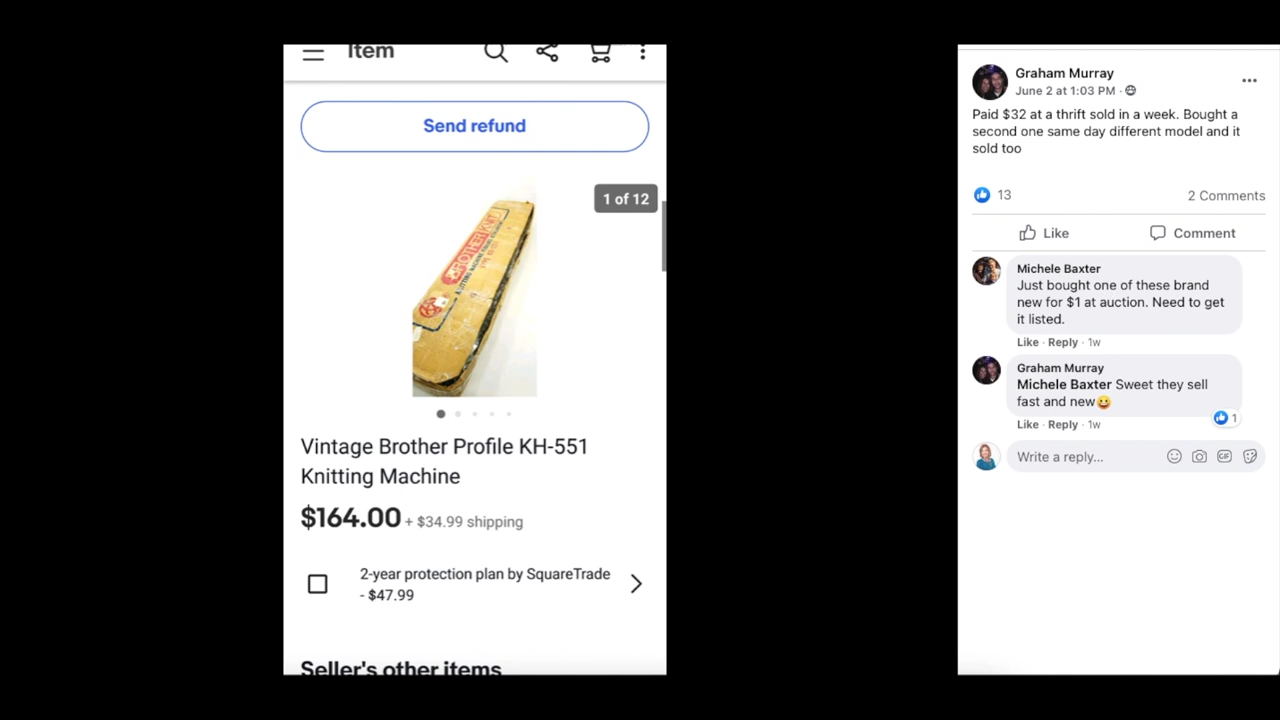 Item
Send refund
1 of 12
BROTHER KNIT
Vintage Brother Profile KH-551
Knitting Machine
$164.00 + $34.99 shipping
2-year protection plan by SquareTrade
- $47.99
Seller's other items
Graham Murray
June 2 at 1:03 PM ·
Paid $32 at a thrift sold in a week. Bought a
second one same day different model and it
sold too
13
2 Comments
Like
Comment
Michele Baxter
Just bought one of these brand
new for $1 at auction. Need to get
it listed.
Like · Reply · 1w
Graham Murray
Michele Baxter Sweet they sell
fast and new😀
1
Like · Reply · 1w
Write a reply...
GIF